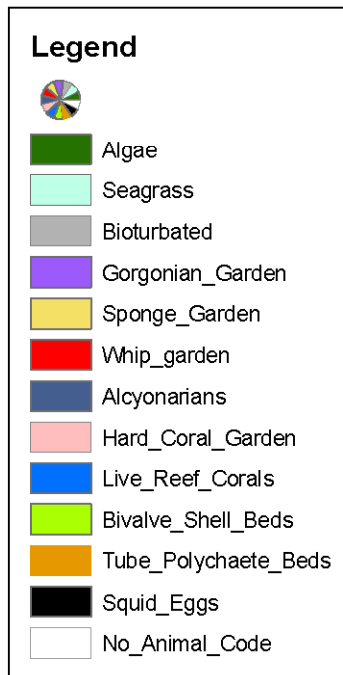 Legend
Algae
Seagrass
Bioturbated
Gorgonian_Garden
Sponge_Garden
Whip_garden
Alcyonarians
Hard_Coral_Garden
Live_Reef_Corals
Bivalve_Shell_Beds
Tube_Polychaete_Beds
Squid_Eggs
No_Animal_Code